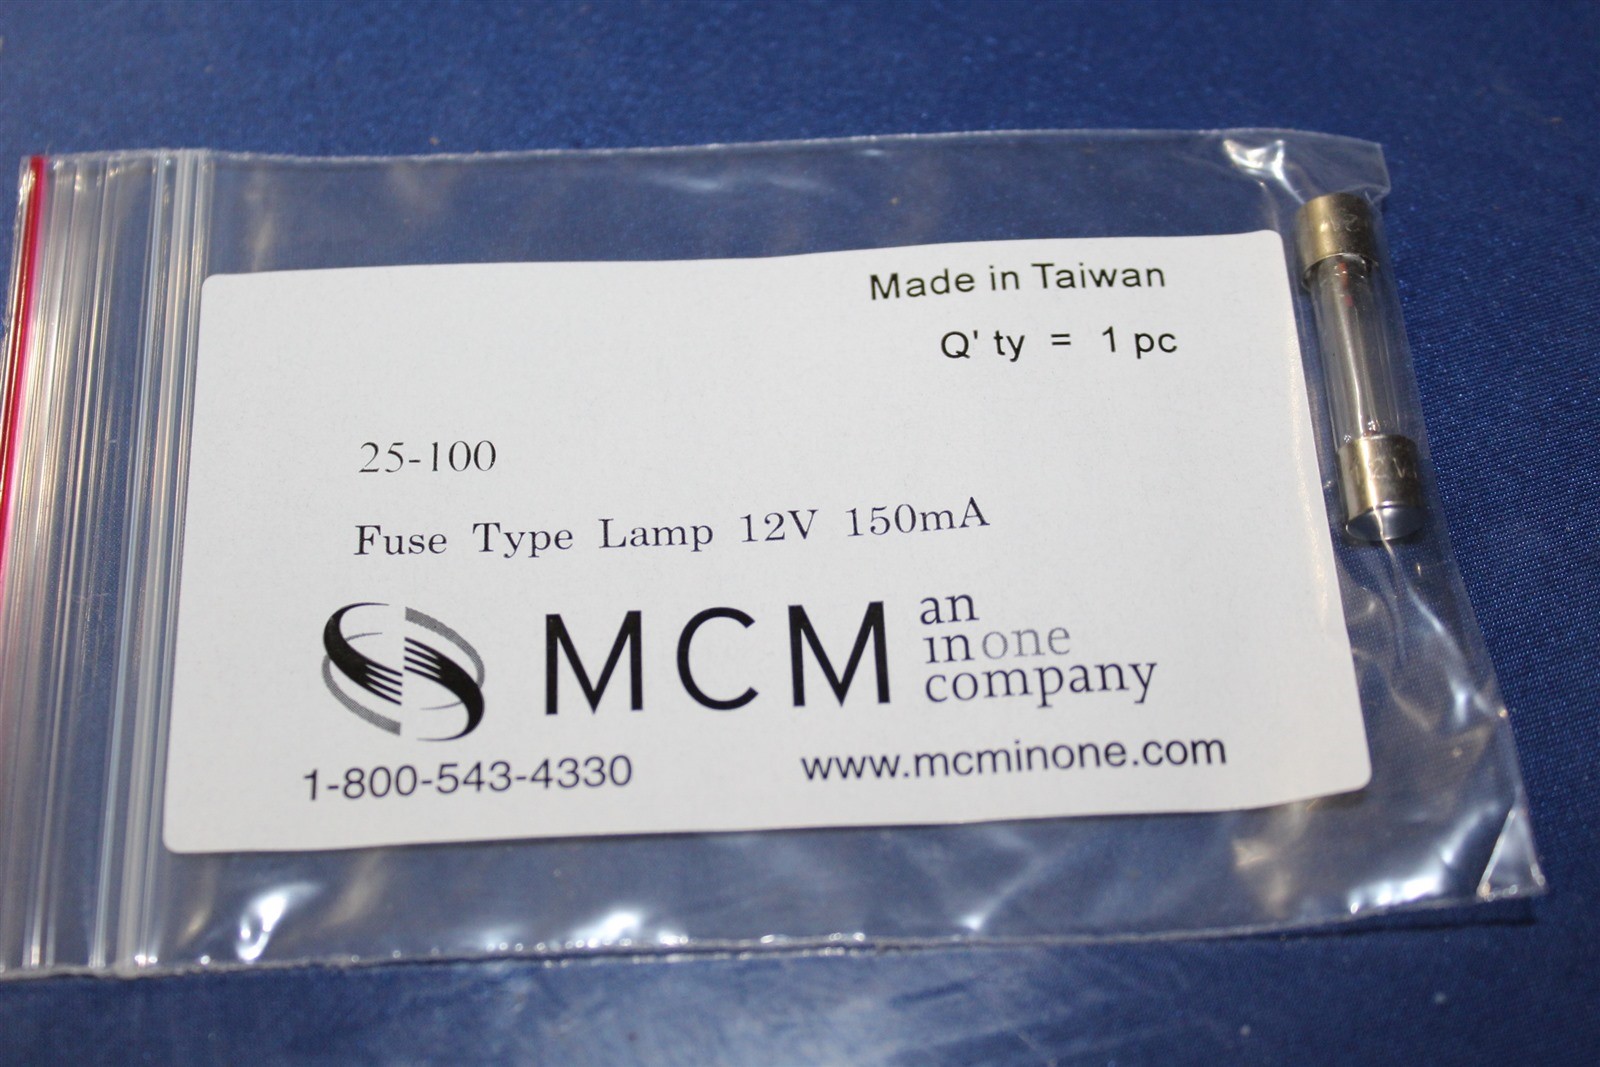 Made in Taiwan
Q' ty = 1 pc
25-100
Fuse Type Lamp 12V 150mA
MCM
an
inone
company
1-800-543-4330
www.mcminone.com
12V